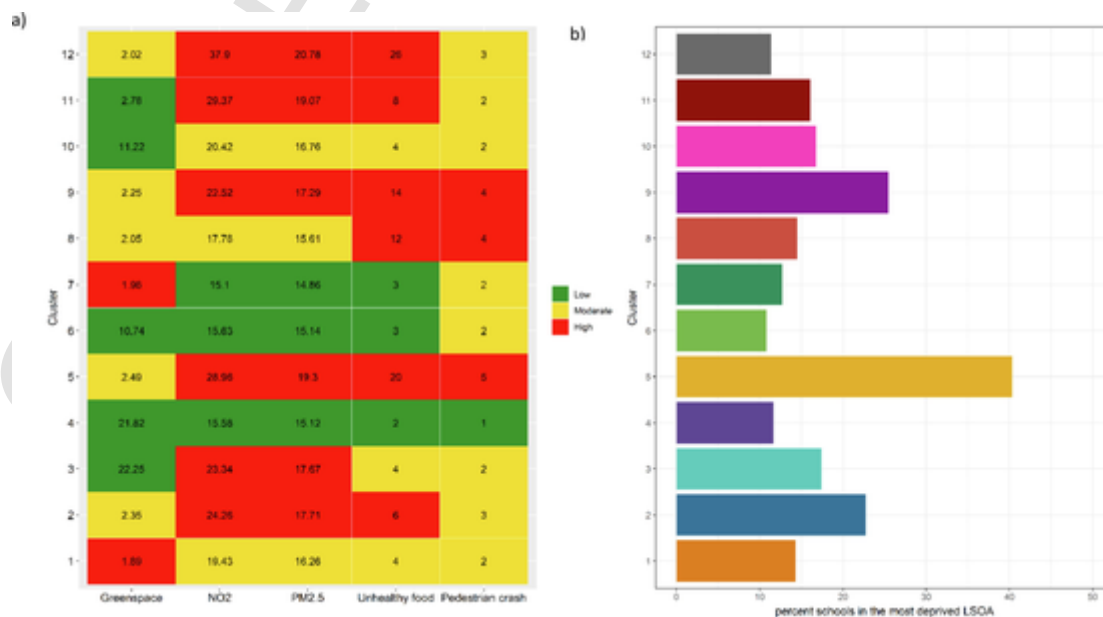 a)
12 2.02 37.9 20.78 26 3
11 2.78 29.37 19.07 8 2
10 11.22 20.42 16.76 4 2
9 2.25 22.52 17.29 14 4
8 2.05 17.76 15.61 12 4
7 1.96 15.1 14.86 3 2
6 10.74 15.63 15.14 3 2
5 2.49 28.96 19.3 20 5
4 21.82 15.58 15.12 2 1
3 22.25 23.34 17.67 4 2
2 2.35 24.26 17.71 6 3
1 1.89 19.43 16.26 4 2
Cluster
Greenspace NO2 PM2.5 Unhealthy food Pedestrian crash
Low
Moderate
High
b)
12
11
10
9
8
7
6
5
4
3
2
1
Cluster
0 10 20 30 40 50
percent schools in the most deprived LSOA